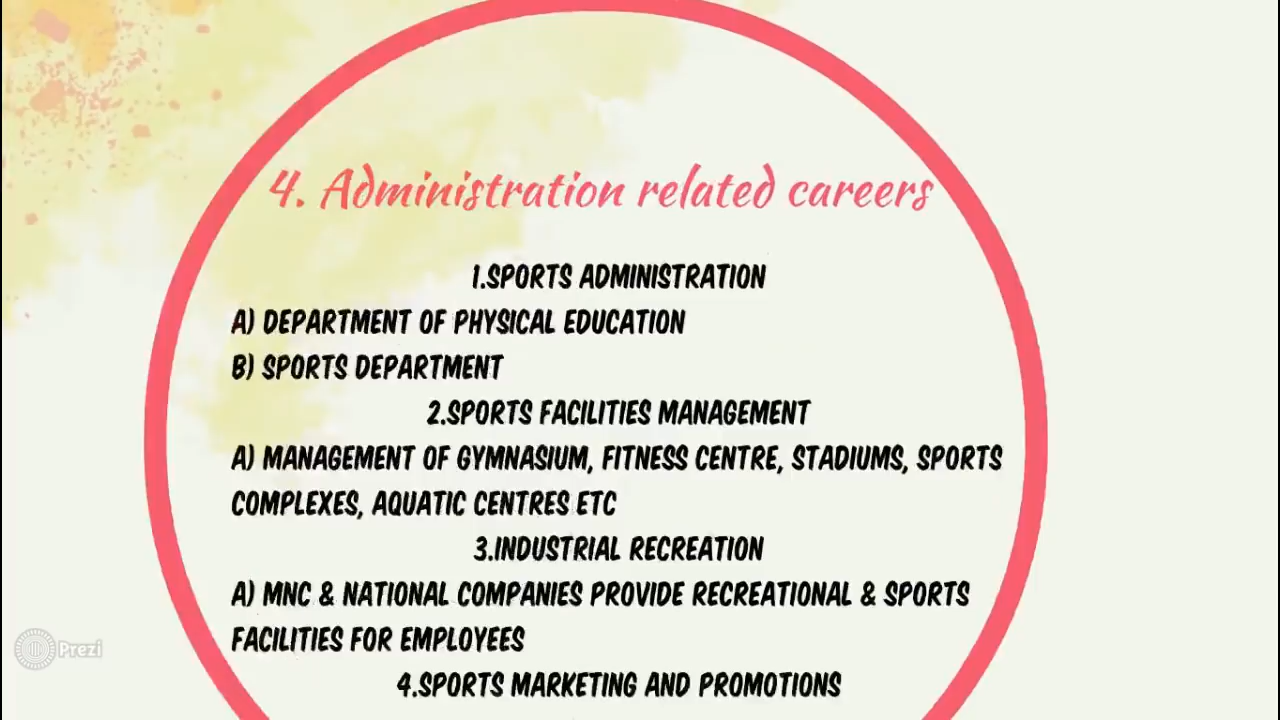 4. Administration related careers
1.SPORTS ADMINISTRATION
A) DEPARTMENT OF PHYSICAL EDUCATION
B) SPORTS DEPARTMENT
2.SPORTS FACILITIES MANAGEMENT
A) MANAGEMENT OF GYMNASIUM, FITNESS CENTRE, STADIUMS, SPORTS
COMPLEXES, AQUATIC CENTRES ETC
3.INDUSTRIAL RECREATION
A) MNC & NATIONAL COMPANIES PROVIDE RECREATIONAL & SPORTS
FACILITIES FOR EMPLOYEES
4.SPORTS MARKETING AND PROMOTIONS
Prezi